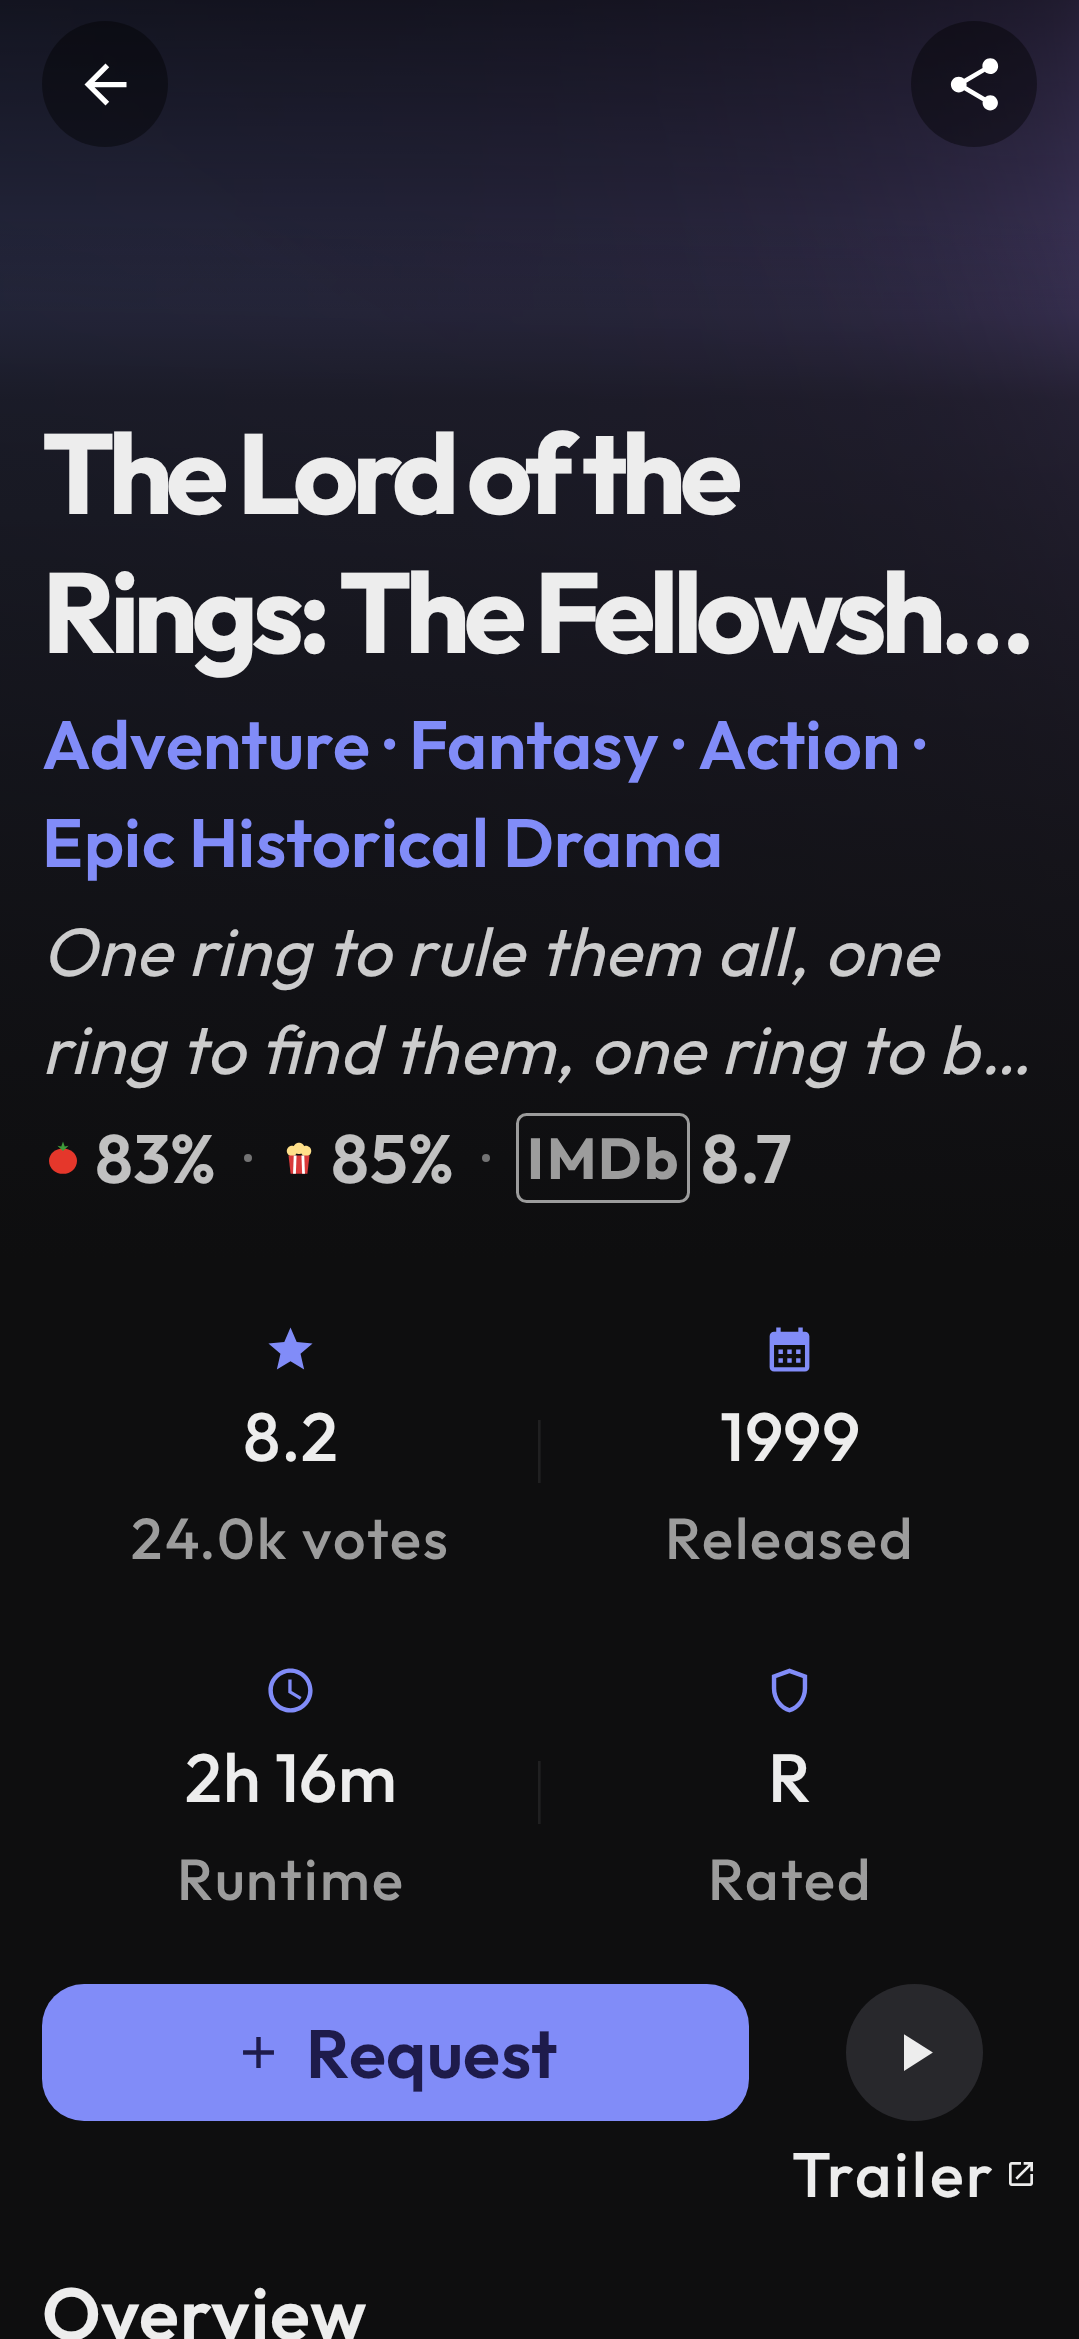 The Lord of the
Rings: The Fellowsh...
Adventure · Fantasy · Action ·
Epic Historical Drama
One ring to rule them all, one
ring to find them, one ring to b...
83% · 85% · IMDb 8.7
8.2
24.0k votes
1999
Released
2h 16m
Runtime
R
Rated
+ Request
Trailer
Overview